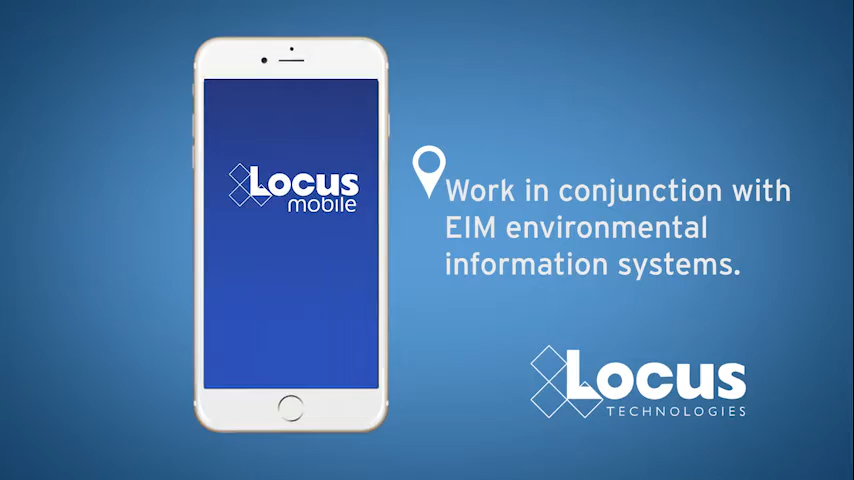 Locus
mobile
Work in conjunction with
EIM environmental
information systems.
Locus
TECHNOLOGIES